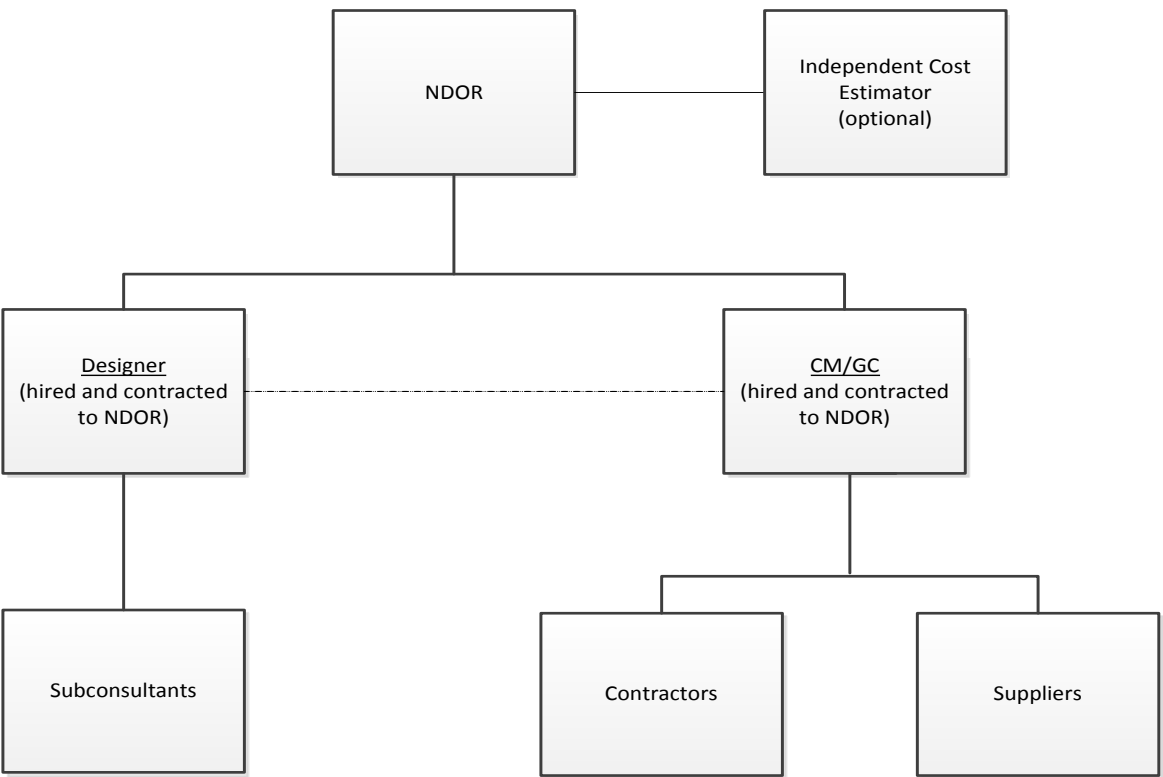 NDOR
Independent Cost
Estimator
(optional)
Designer
(hired and contracted
to NDOR)
CM/GC
(hired and contracted
to NDOR)
Subconsultants
Contractors
Suppliers